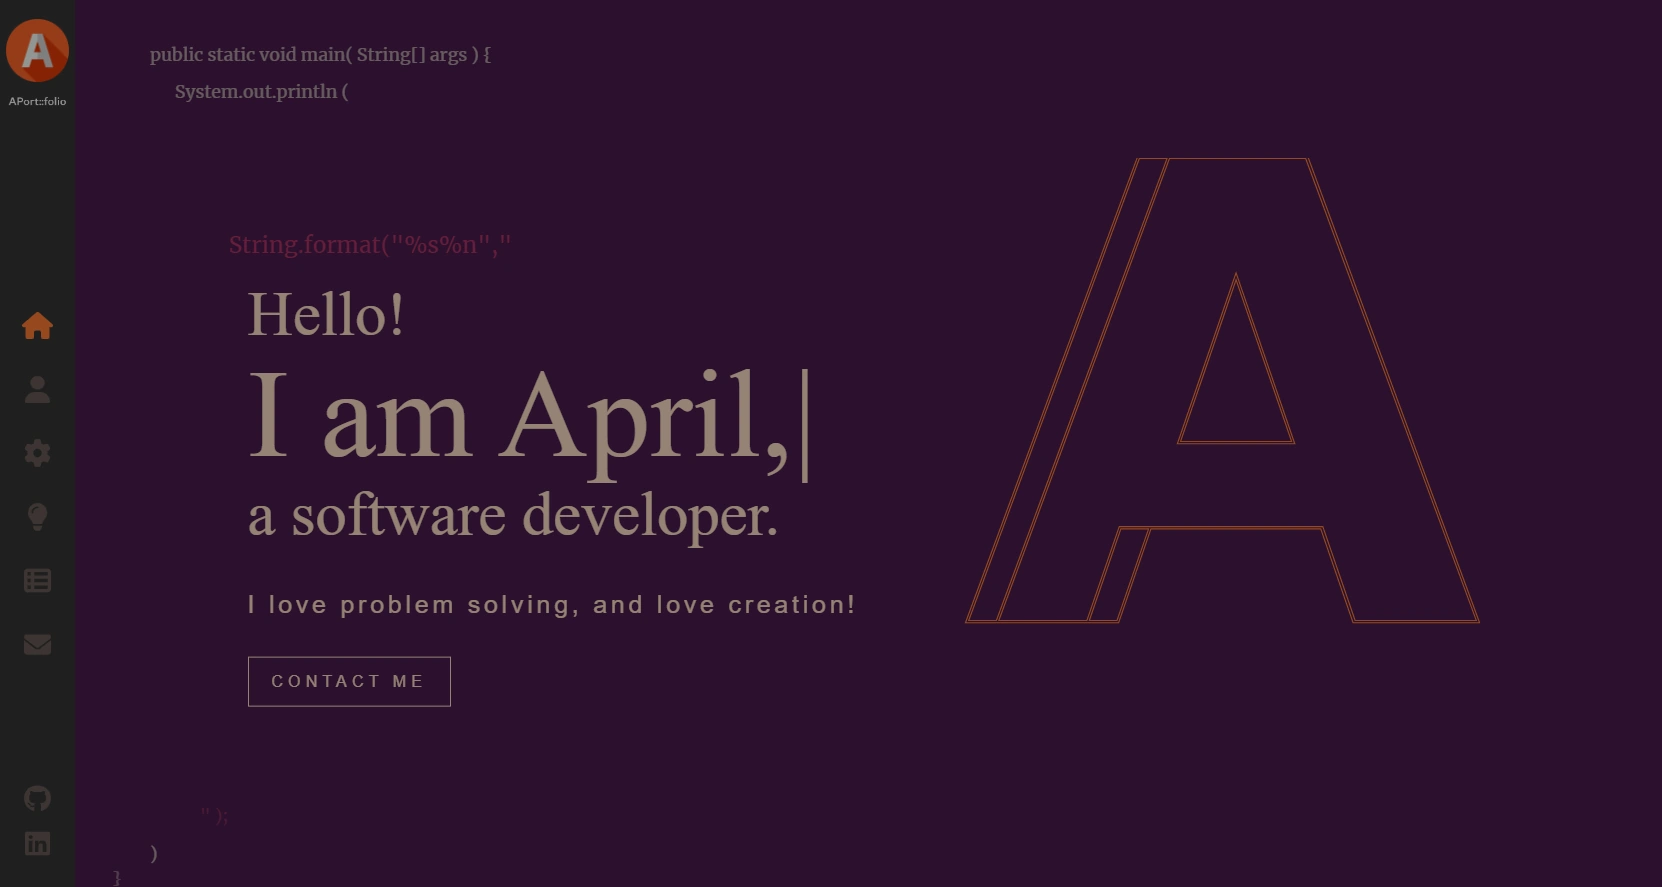 A
APort::folio
public static void main( String[] args ) {
System.out.println (
String.format("%s%n","
Hello!
I am April,|
a software developer.
I love problem solving, and love creation!
CONTACT ME
A
in
" );
)
}